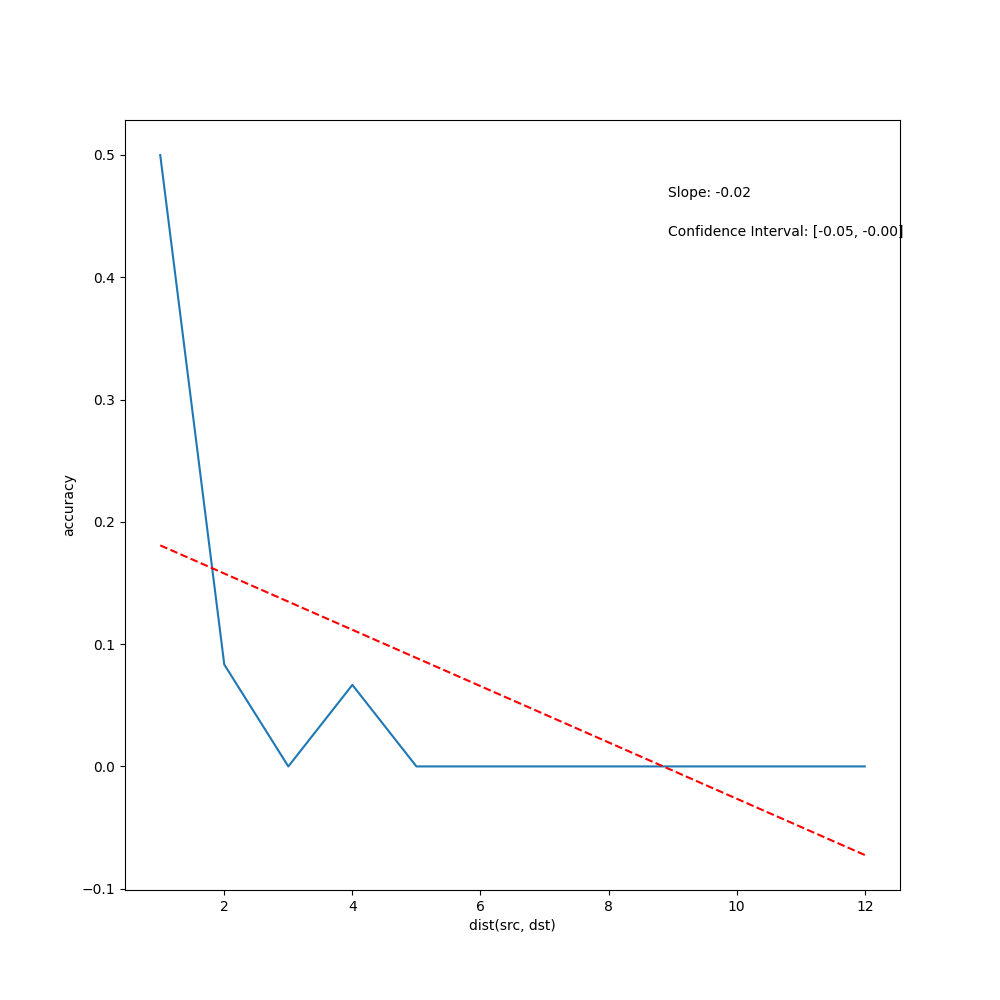 Slope: -0.02
Confidence Interval: [-0.05, -0.00]
0.5
0.4
0.3
0.2
0.1
0.0
−0.1
accuracy
2 4 6 8 10 12
dist(src, dst)